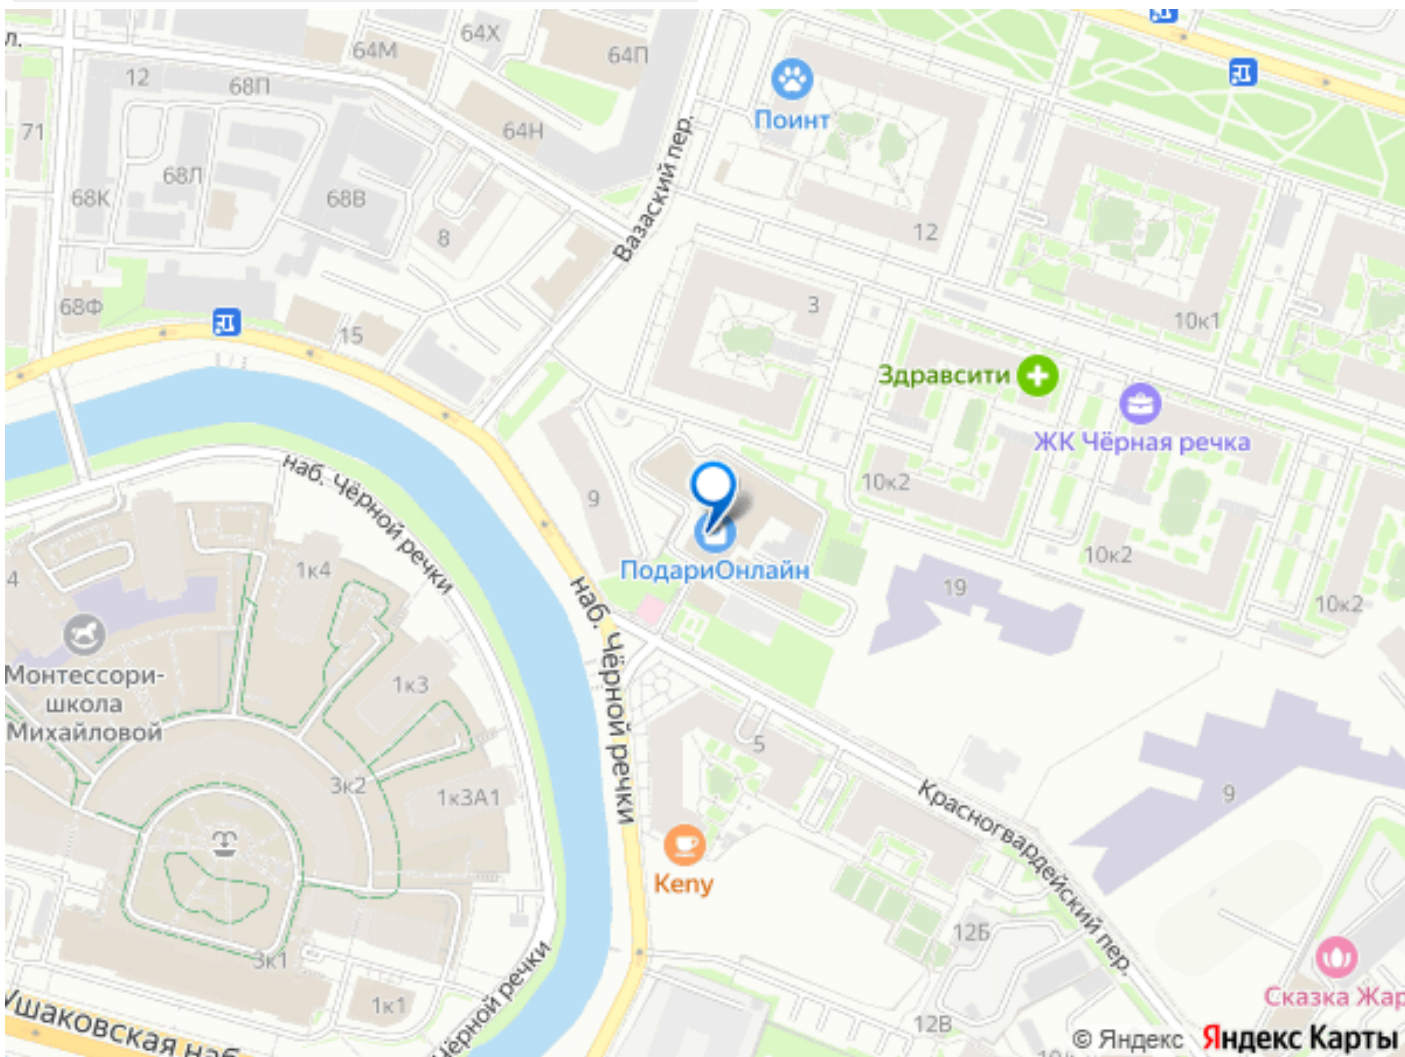 л.
64М
64Х
64П
12
68П
71
64Н
Поинт
68К
68Л
68В
8
Вазаский пер.
12
68Ф
15
3
10к1
Здравсити
ЖК Чёрная речка
наб. Чёрной речки
9
10к2
ПодариОнлайн
10к2
19
10к2
4
1к4
Монтессори-
школа
Михайловой
1к3
наб. Чёрной речки
5
3к2
1к3А1
Красногвардейский пер.
9
Keny
12Б
3к1
1к1
Чёрной речки
Ушаковская наб.
12В
Сказка Жар
© Яндекс Яндекс Карты